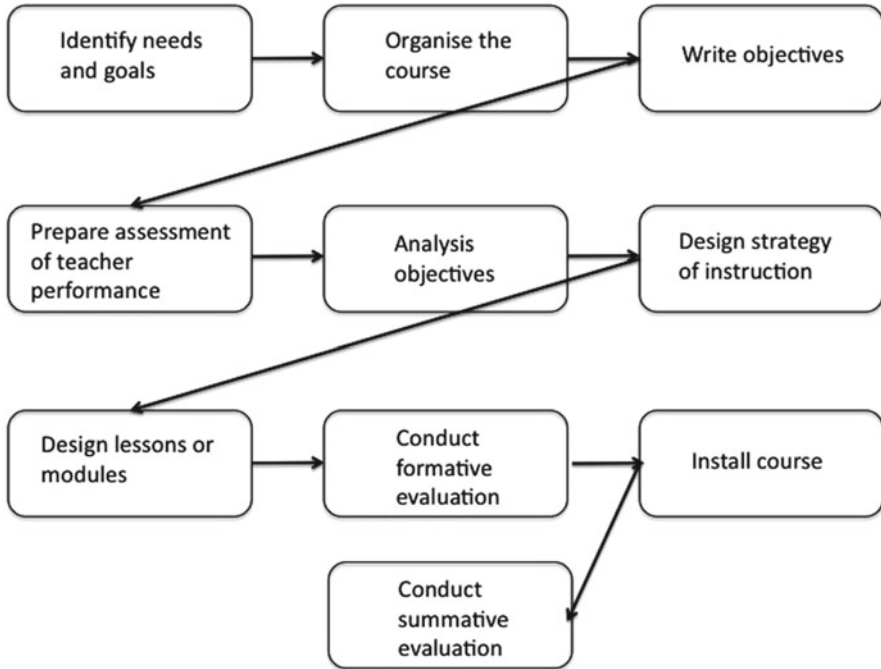 Identify needs
and goals
Organise the
course
Write objectives
Prepare assessment
of teacher
performance
Analysis
objectives
Design strategy
of instruction
Design lessons or
modules
Conduct
formative
evaluation
Install course
Conduct
summative
evaluation